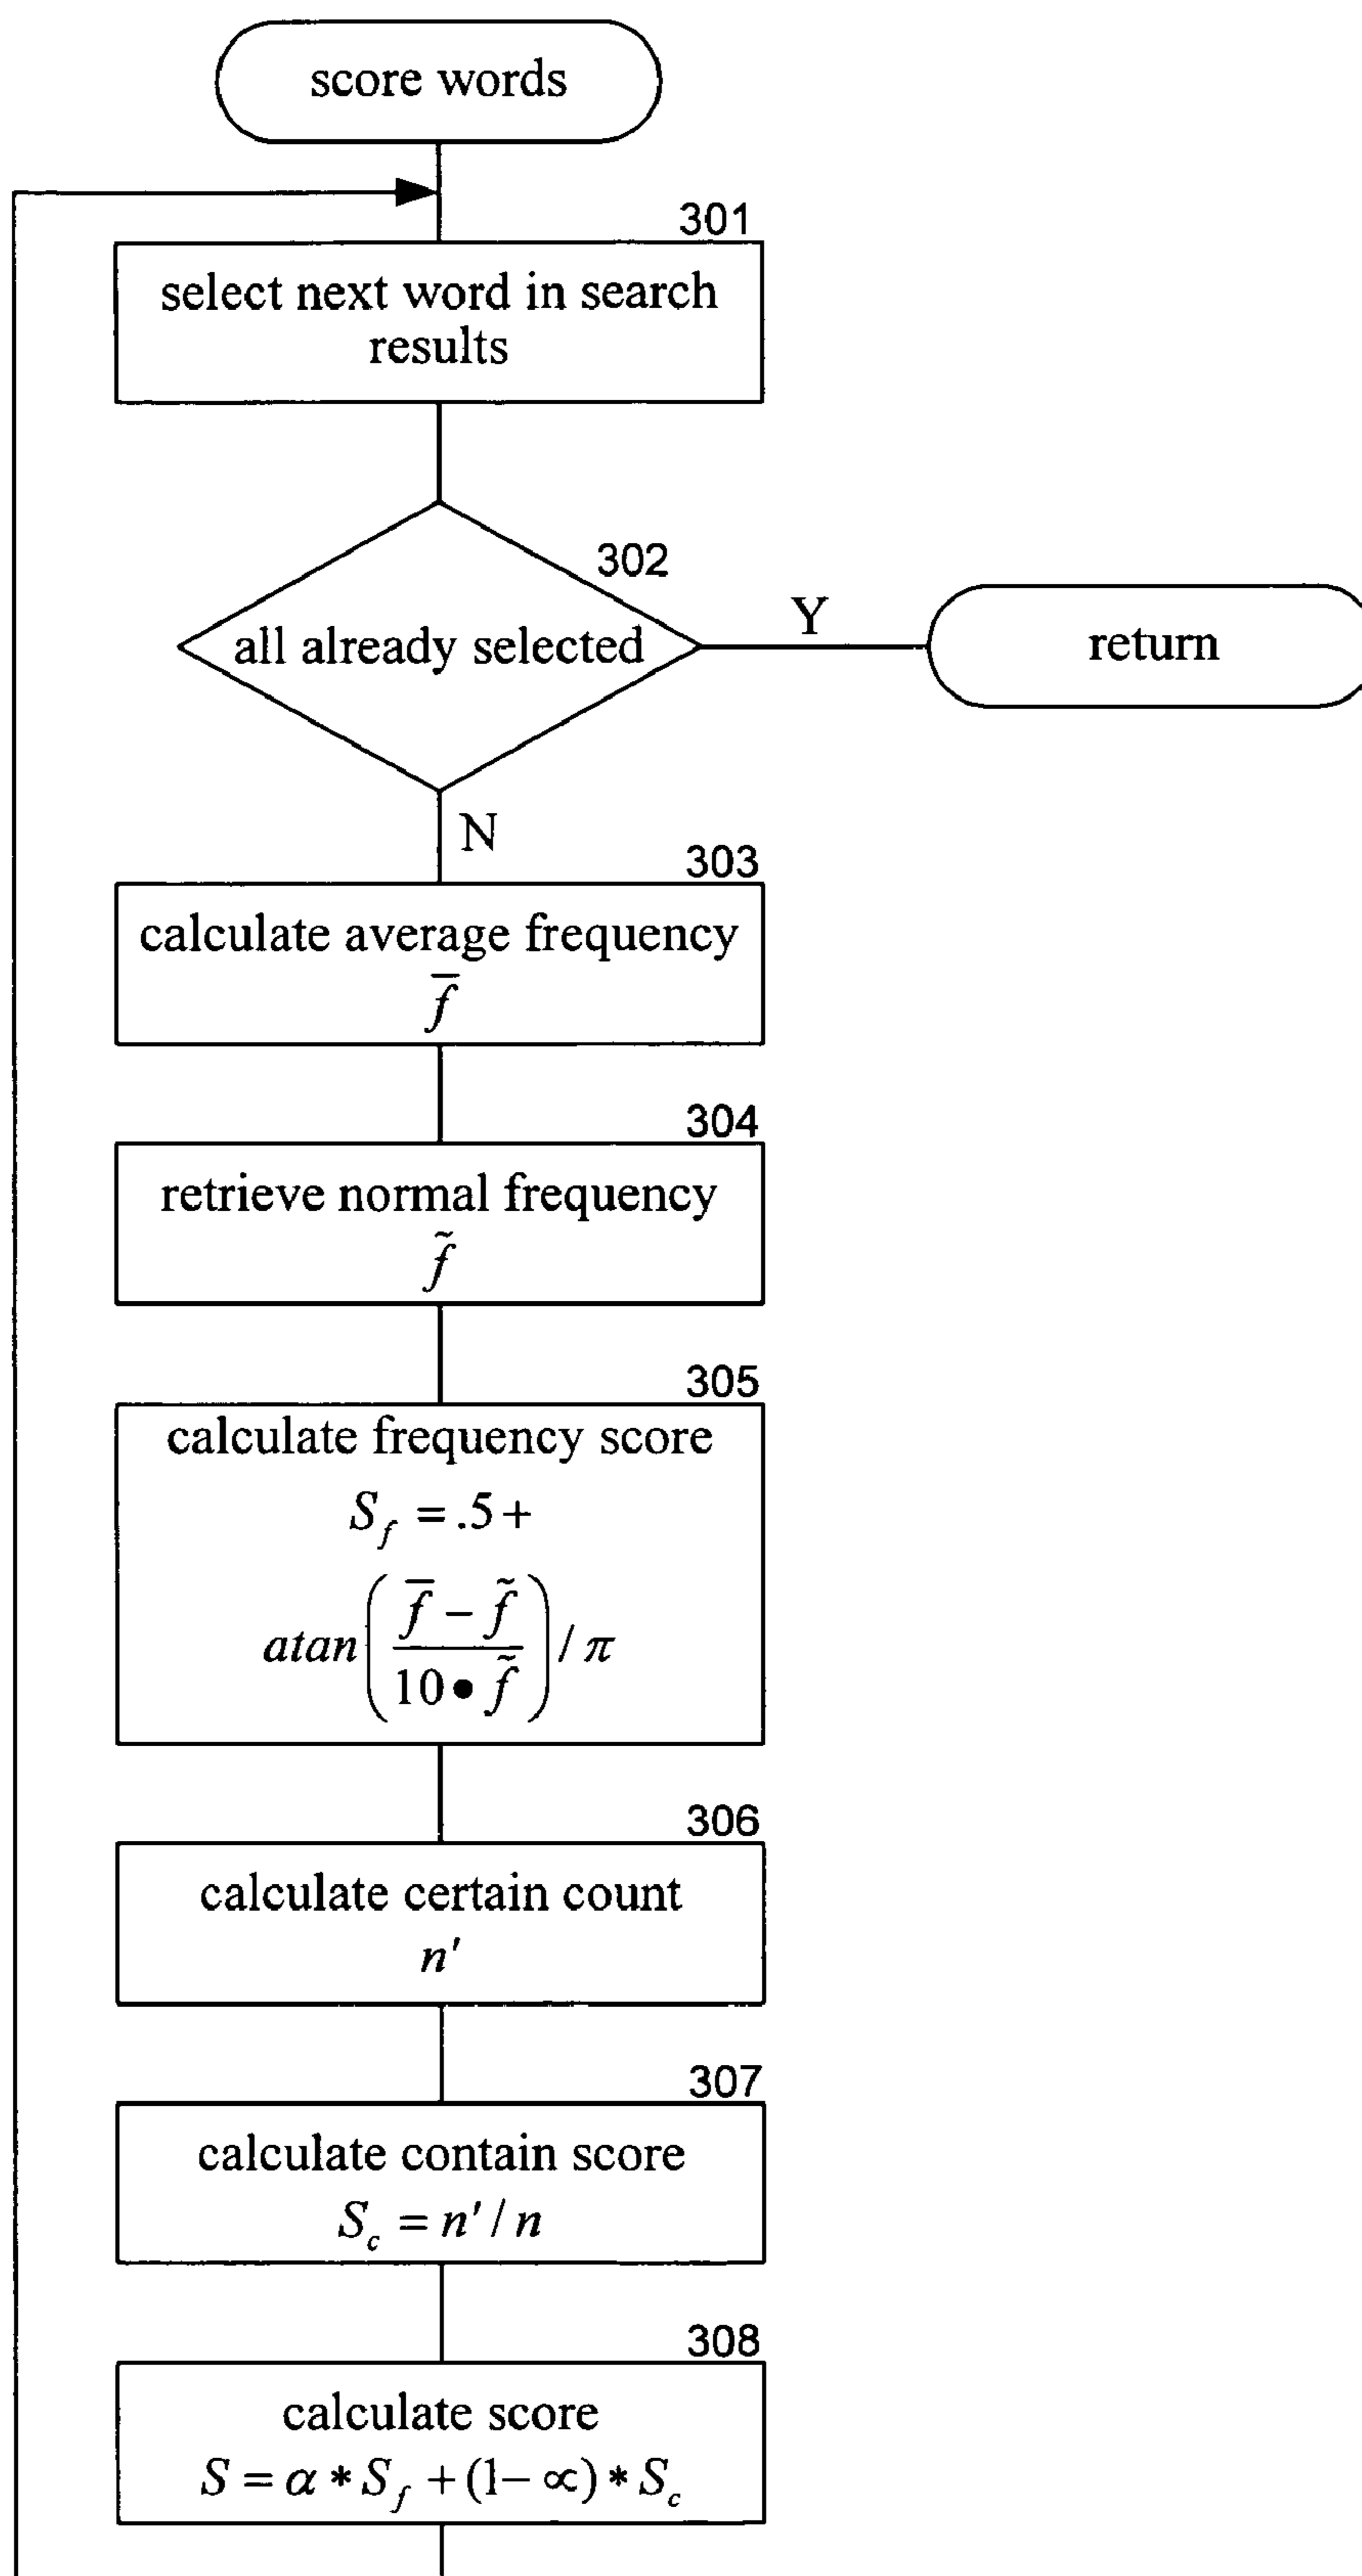 score words
301
select next word in search
results
302
all already selected
Y
return
N
303
calculate average frequency
f̄
304
retrieve normal frequency
f̃
305
calculate frequency score
S_f = .5 +
atan( (f̄ − f̃) / (10 • f̃) ) / π
306
calculate certain count
n'
307
calculate contain score
S_c = n' / n
308
calculate score
S = α * S_f + (1 − ∝) * S_c